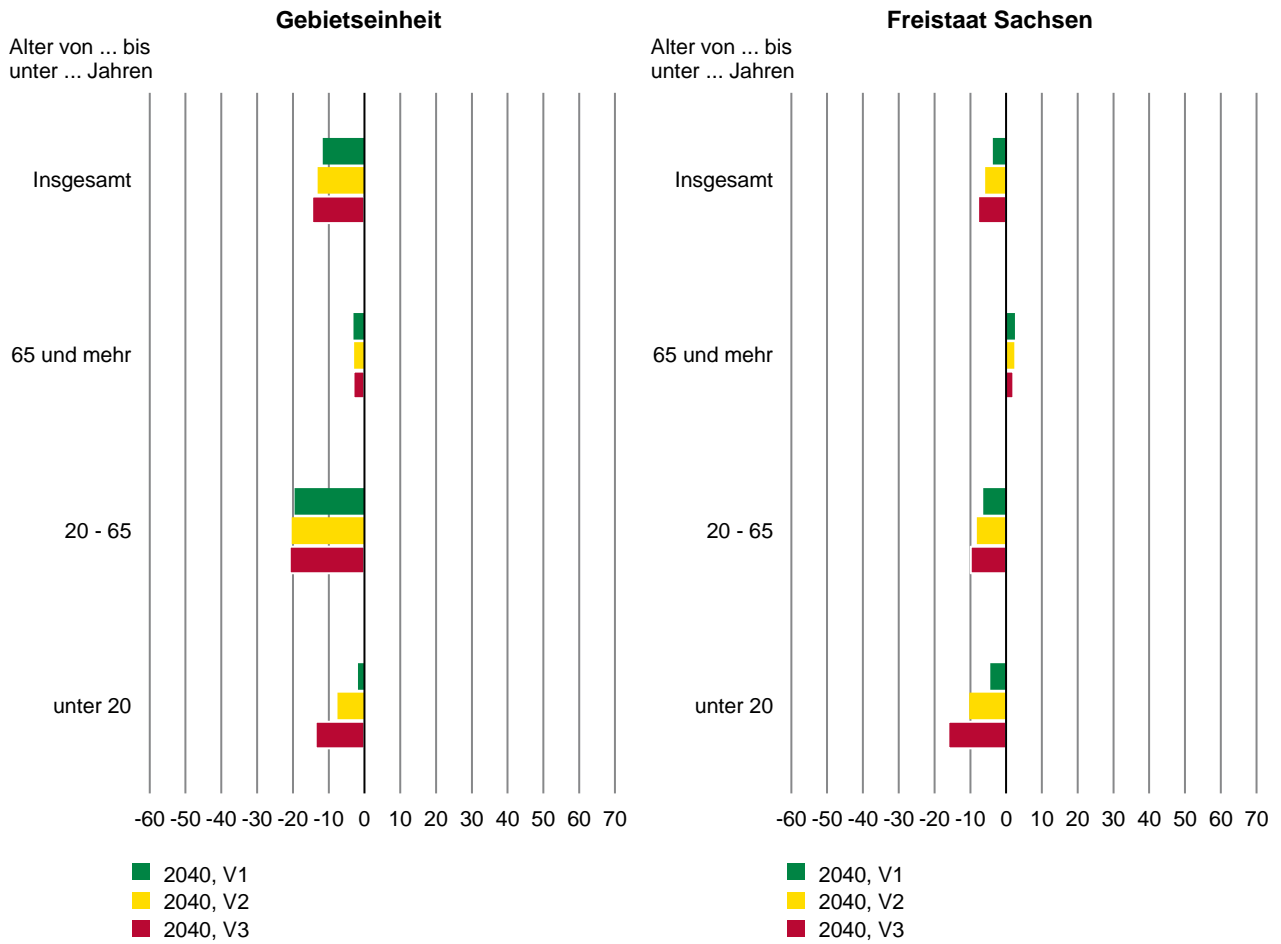 Gebietseinheit
Alter von ... bis
unter ... Jahren
Insgesamt
65 und mehr
20 - 65
unter 20
-60 -50 -40 -30 -20 -10 0 10 20 30 40 50 60 70
2040, V1
2040, V2
2040, V3
Freistaat Sachsen
Alter von ... bis
unter ... Jahren
Insgesamt
65 und mehr
20 - 65
unter 20
-60 -50 -40 -30 -20 -10 0 10 20 30 40 50 60 70
2040, V1
2040, V2
2040, V3